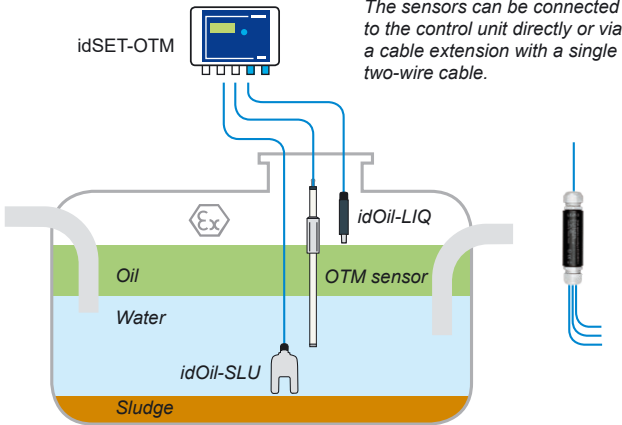 The sensors can be connected
to the control unit directly or via
a cable extension with a single
two-wire cable.
idSET-OTM
idOil-LIQ
Ex
Oil
OTM sensor
Water
idOil-SLU
Sludge